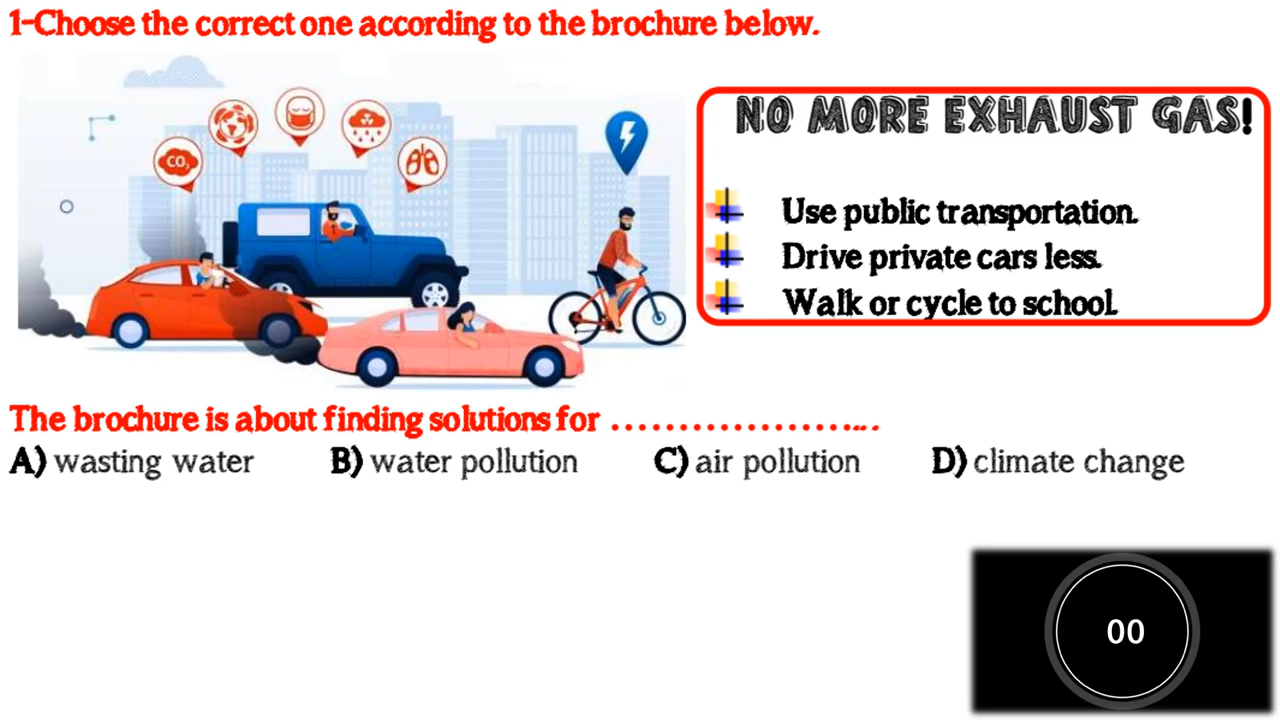 1-Choose the correct one according to the brochure below.
CO₂
NO MORE EXHAUST GAS!
Use public transportation.
Drive private cars less.
Walk or cycle to school.
The brochure is about finding solutions for ......................
A) wasting water B) water pollution C) air pollution D) climate change
00